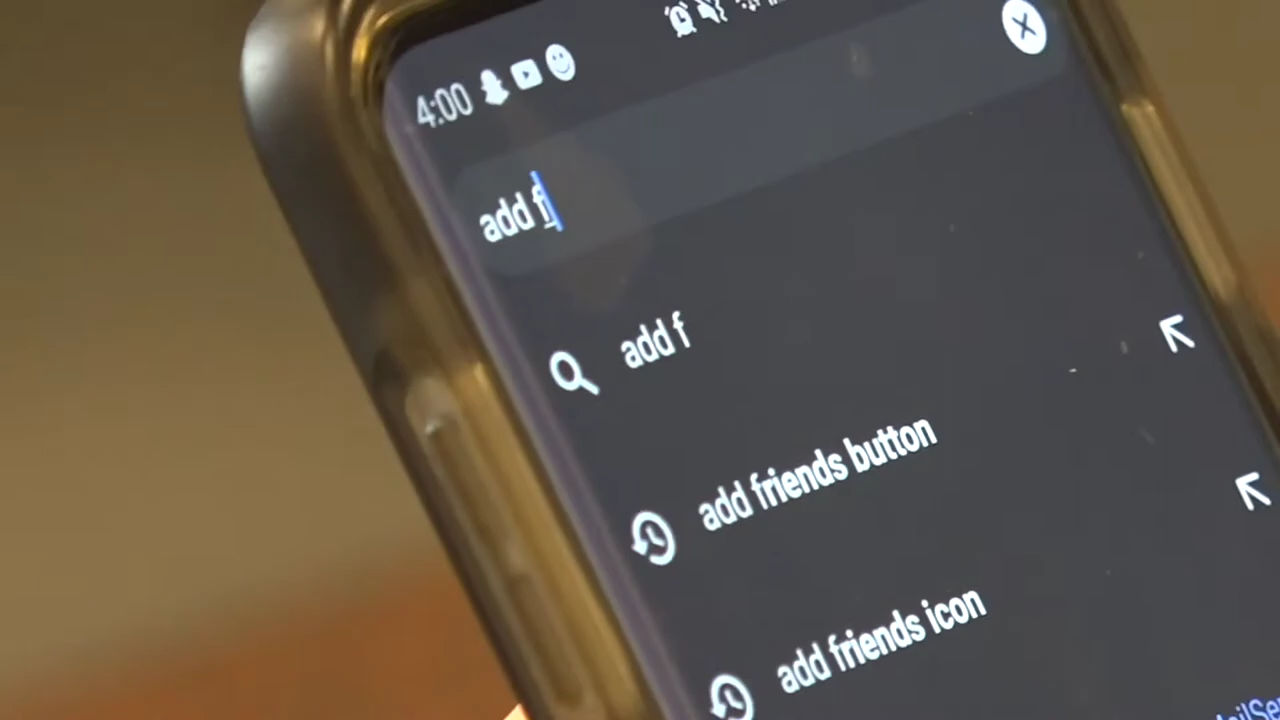 4:00
add f
add f
add friends button
add friends icon